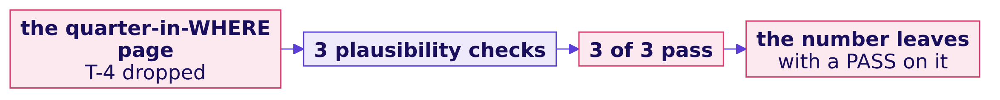 the quarter-in-WHERE
page
T-4 dropped
3 plausibility checks
3 of 3 pass
the number leaves
with a PASS on it